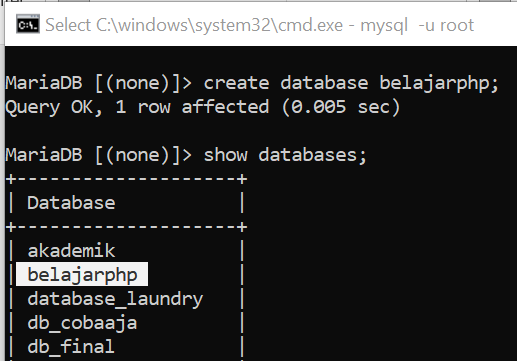 Select C:\windows\system32\cmd.exe - mysql  -u root
MariaDB [(none)]> create database belajarphp;
Query OK, 1 row affected (0.005 sec)
MariaDB [(none)]> show databases;
+--------------------+
| Database           |
+--------------------+
| akademik           |
| belajarphp         |
| database_laundry   |
| db_cobaaja         |
| db_final           |